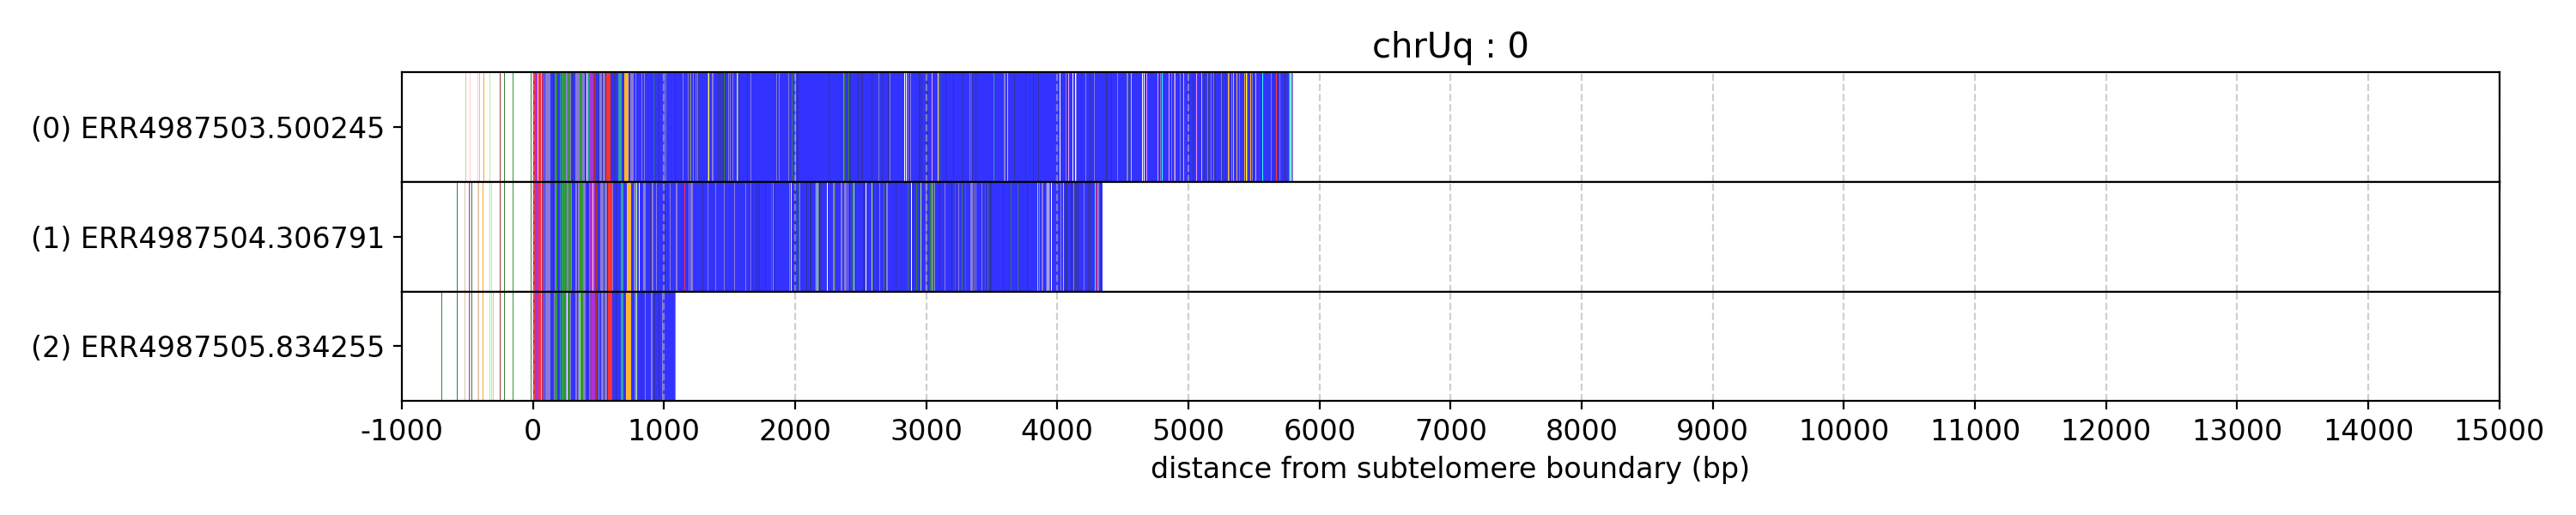 chrUq : 0
(0) ERR4987503.500245
(1) ERR4987504.306791
(2) ERR4987505.834255
-1000 0 1000 2000 3000 4000 5000 6000 7000 8000 9000 10000 11000 12000 13000 14000 15000
distance from subtelomere boundary (bp)